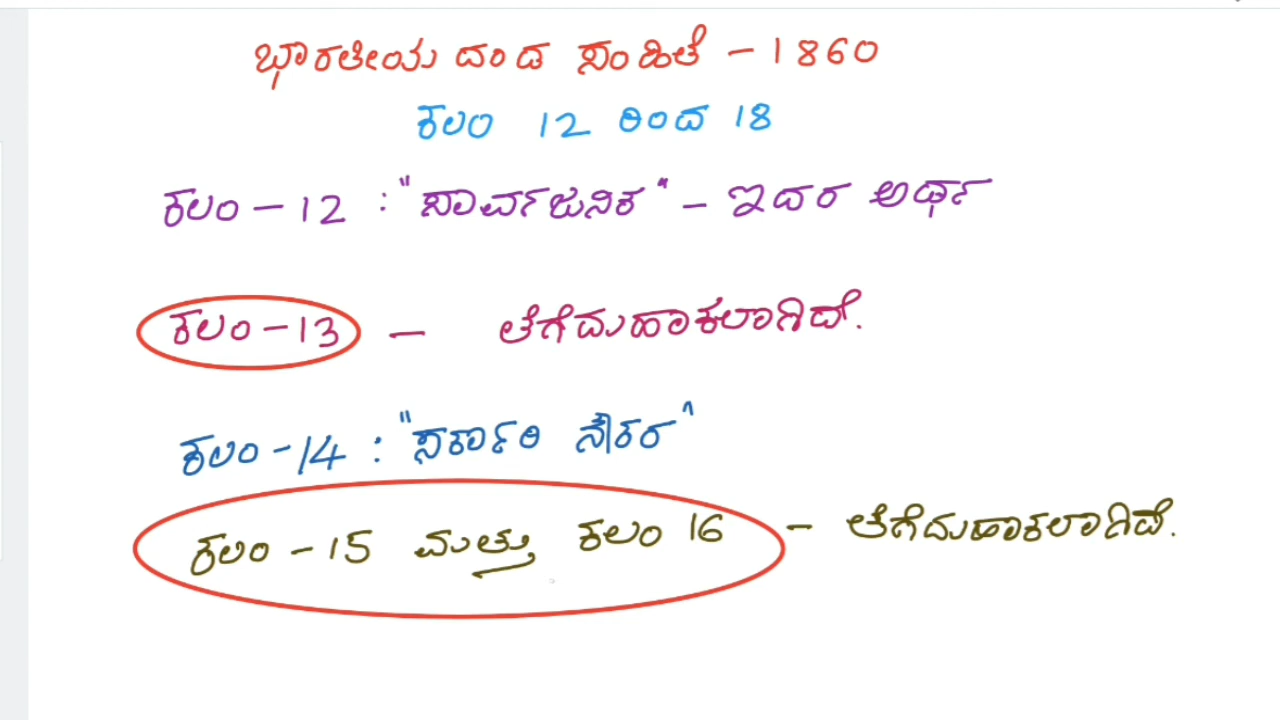 ಭಾರತೀಯ ದಂಡ ಸಂಹಿತೆ - 1860
ಕಲಂ 12 ರಿಂದ 18
ಕಲಂ - 12 : "ಸಾರ್ವಜನಿಕ" - ಇದರ ಅರ್ಥ
ಕಲಂ - 13 - ತೆಗೆದುಹಾಕಲಾಗಿದೆ.
ಕಲಂ - 14 : "ಸರ್ಕಾರಿ ನೌಕರ"
ಕಲಂ - 15 ಮತ್ತು ಕಲಂ 16 - ತೆಗೆದುಹಾಕಲಾಗಿದೆ.